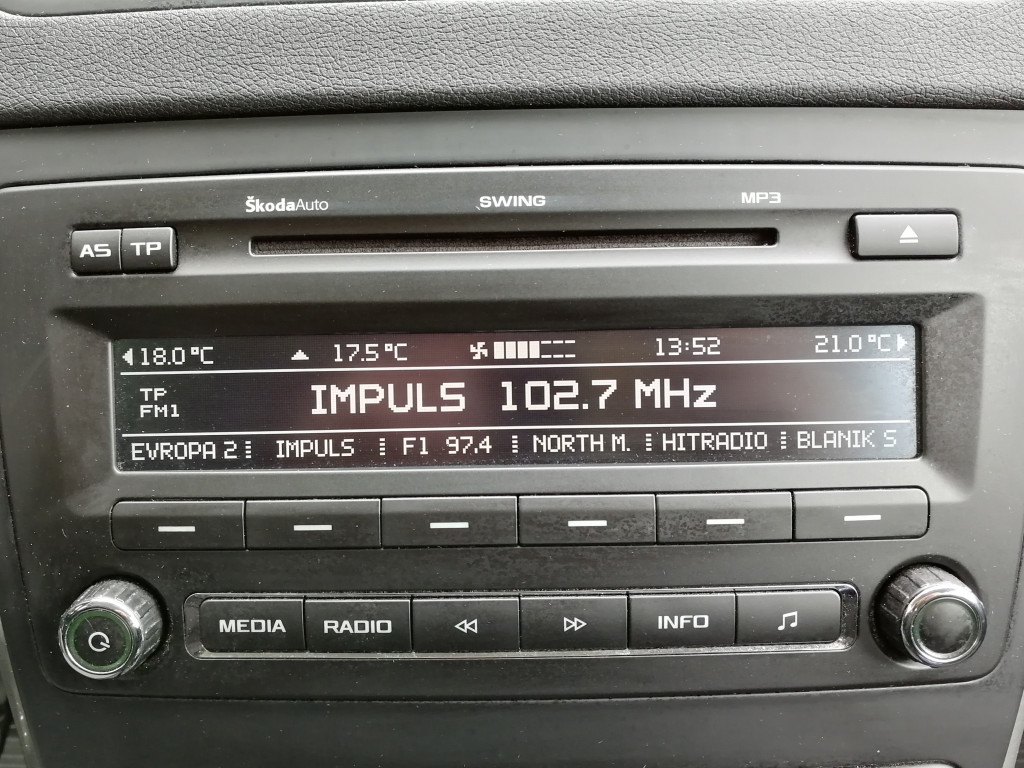 ŠkodaAuto SWING MP3
AS TP
18.0 °C 17.5 °C 13:52 21.0 °C
TP
FM1
IMPULS 102.7 MHz
EVROPA 2 IMPULS F1 97.4 NORTH M. HITRADIO BLANIK S
MEDIA RADIO INFO